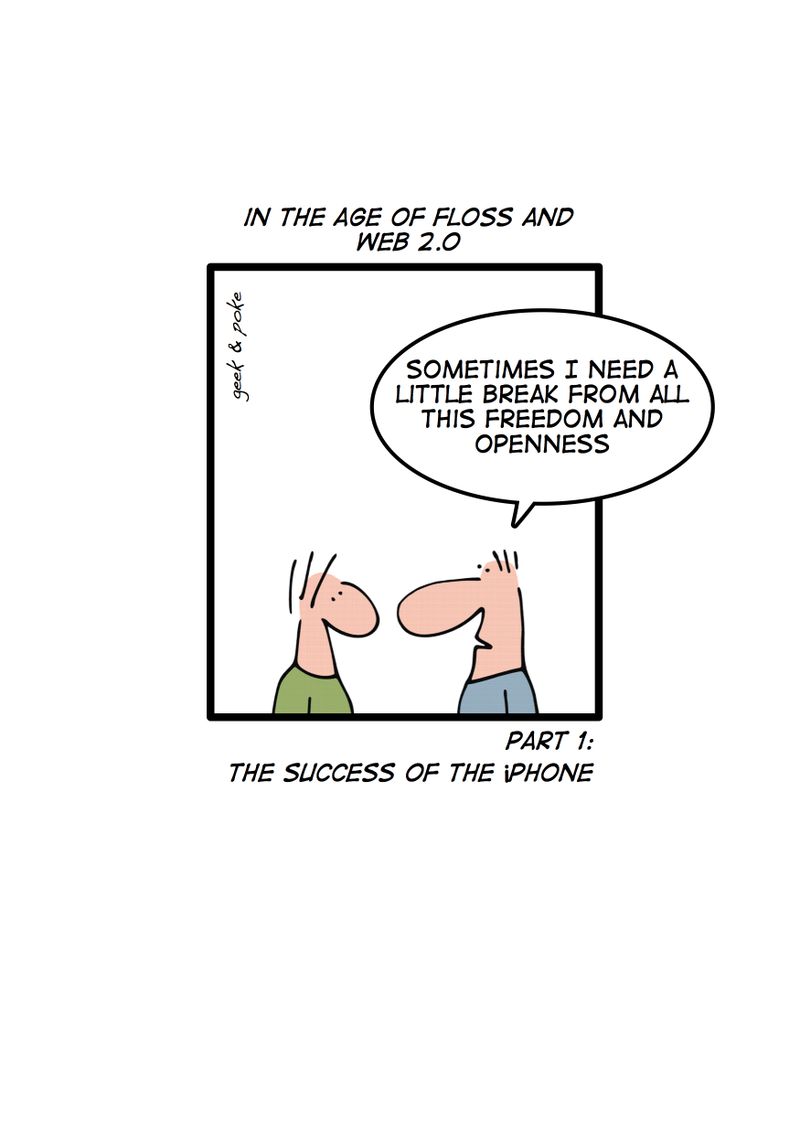 IN THE AGE OF FLOSS AND
WEB 2.0
geek & poke
SOMETIMES I NEED A
LITTLE BREAK FROM ALL
THIS FREEDOM AND
OPENNESS
PART 1:
THE SUCCESS OF THE iPHONE